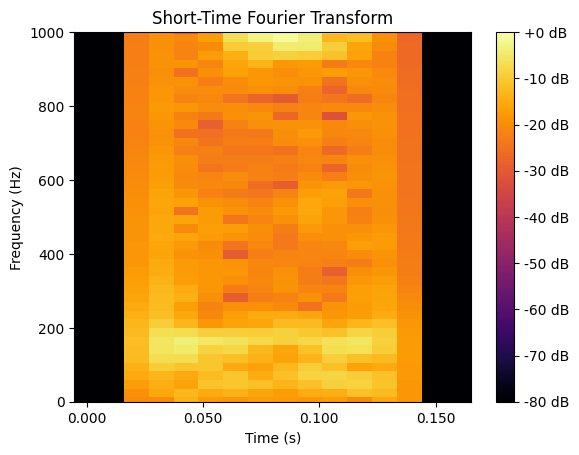 Short-Time Fourier Transform
1000
800
600
400
200
0
Frequency (Hz)
0.000
0.050
0.100
0.150
Time (s)
+0 dB
-10 dB
-20 dB
-30 dB
-40 dB
-50 dB
-60 dB
-70 dB
-80 dB